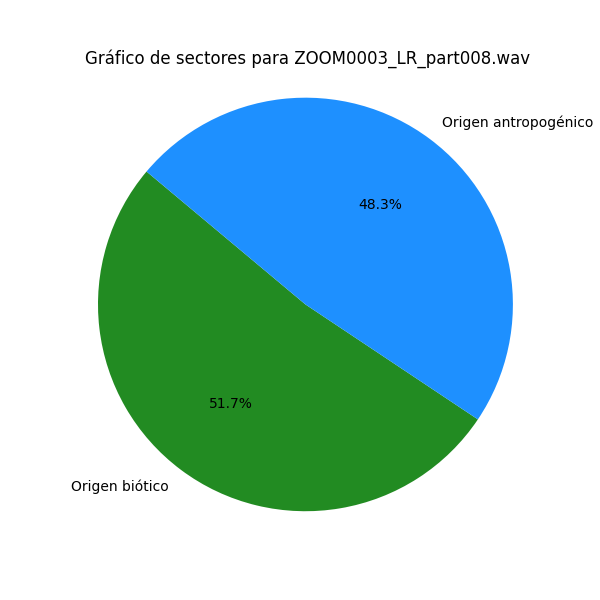 Gráfico de sectores para ZOOM0003_LR_part008.wav
Origen antropogénico
48.3%
51.7%
Origen biótico